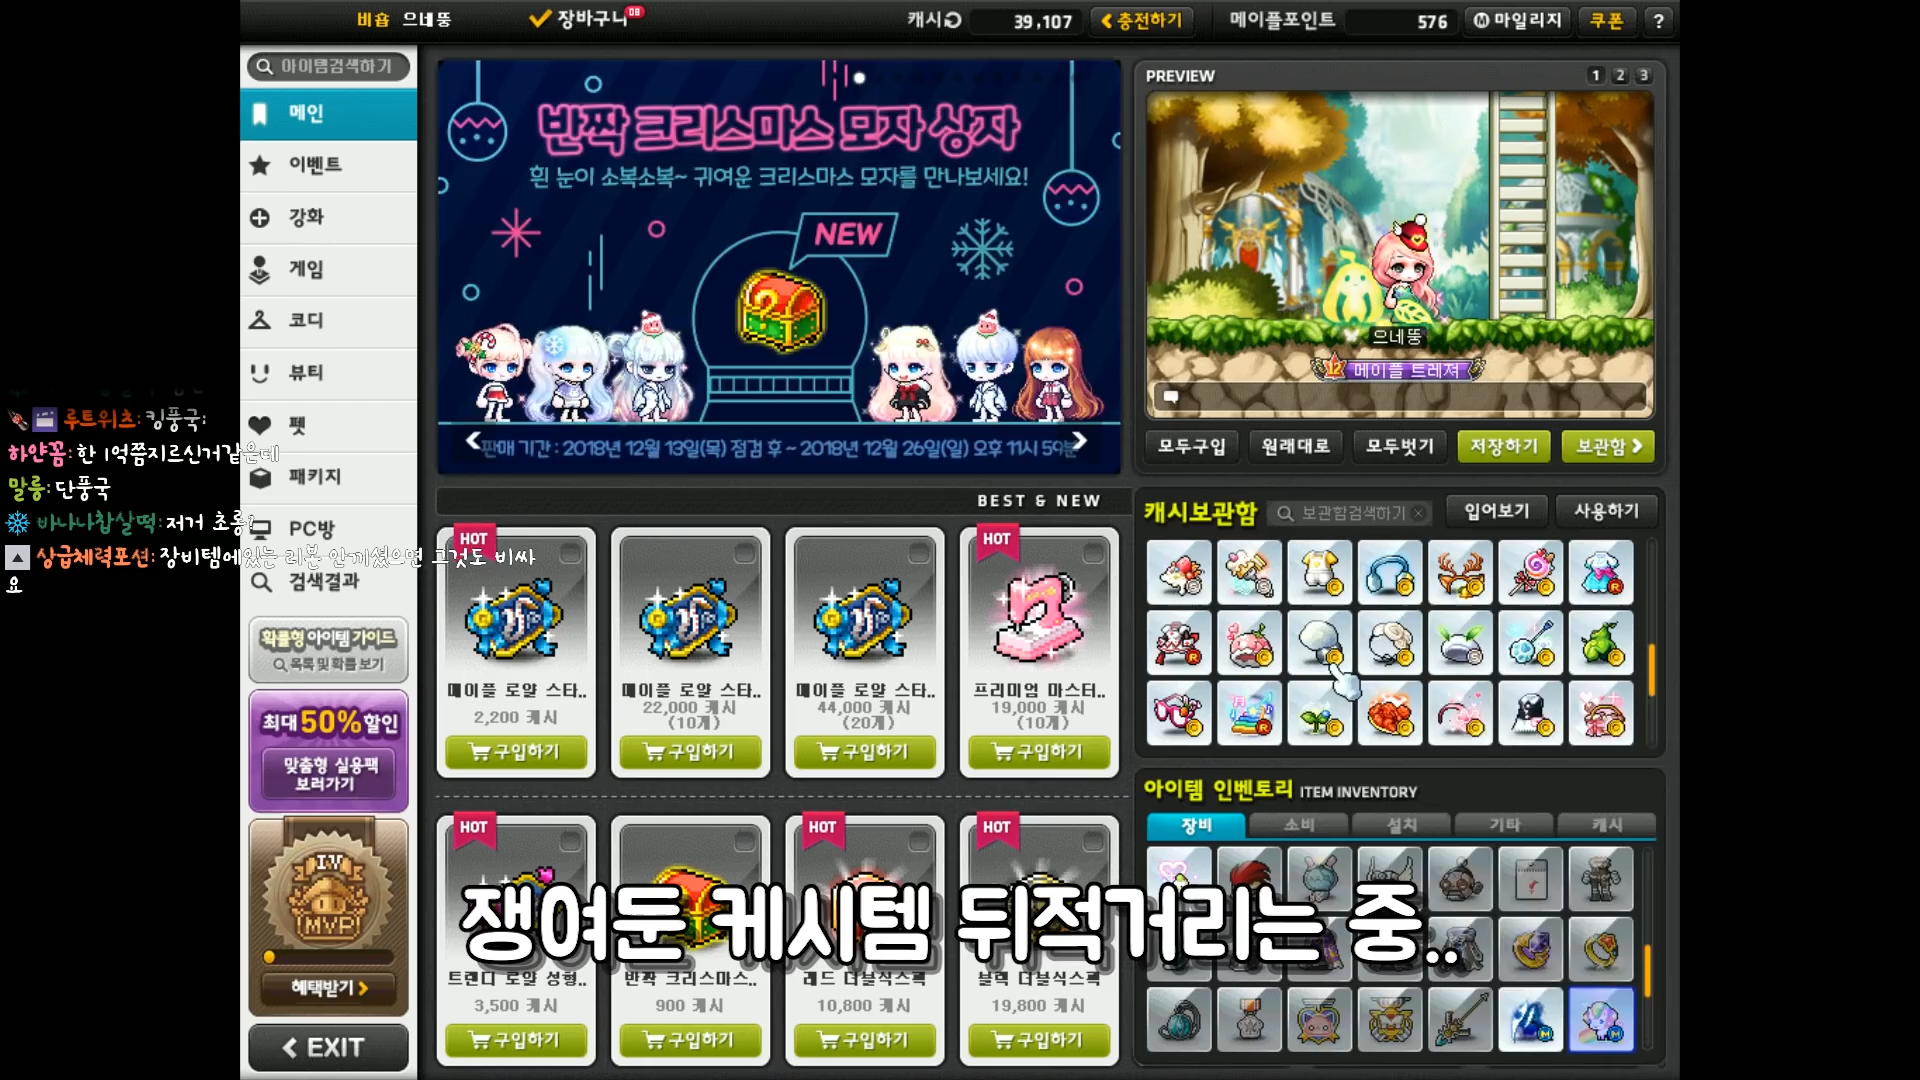 비숍 으네뚱
장바구니 08
캐시 39,107 충전하기
메이플포인트 576 마일리지 쿠폰 ?
아이템검색하기
메인
이벤트
강화
게임
코디
뷰티
펫
패키지
PC방
검색결과
확률형 아이템 가이드
목록 및 확률 보기
최대 50% 할인
맞춤형 실용팩
보러가기
MVP!
혜택받기
EXIT
루트위츠: 킹풍국;
하얀꼼: 한 1억쯤지르신거같은데
말룽: 단풍국
바나나찹살떡: 저거 초롱?
상급체력포션: 장비템에있는 리본 안끼셨으면 그것도 비싸
요
반짝 크리스마스 모자 상자
흰 눈이 소복소복~ 귀여운 크리스마스 모자를 만나보세요!
NEW
판매 기간 : 2018년 12월 13일(목) 점검 후 ~ 2018년 12월 26일(일) 오후 11시 59분
BEST & NEW
HOT
메이플 로얄 스타..
2,200 캐시
구입하기
메이플 로얄 스타..
22,000 캐시
(10개)
구입하기
메이플 로얄 스타..
44,000 캐시
(20개)
구입하기
HOT
프리미엄 마스터..
19,000 캐시
(10개)
구입하기
HOT
트렌디 로얄 성형..
3,500 캐시
구입하기
반짝 크리스마스..
900 캐시
구입하기
HOT
레드 더블식스팩
10,800 캐시
구입하기
HOT
블랙 더블식스팩
19,800 캐시
구입하기
PREVIEW 1 2 3
으네뚱
12 메이플 트레져
모두구입 원래대로 모두벗기 저장하기 보관함
캐시보관함 보관함검색하기 입어보기 사용하기
아이템 인벤토리 ITEM INVENTORY
장비 소비 설치 기타 캐시
쟁여둔 케시템 뒤적거리는 중..